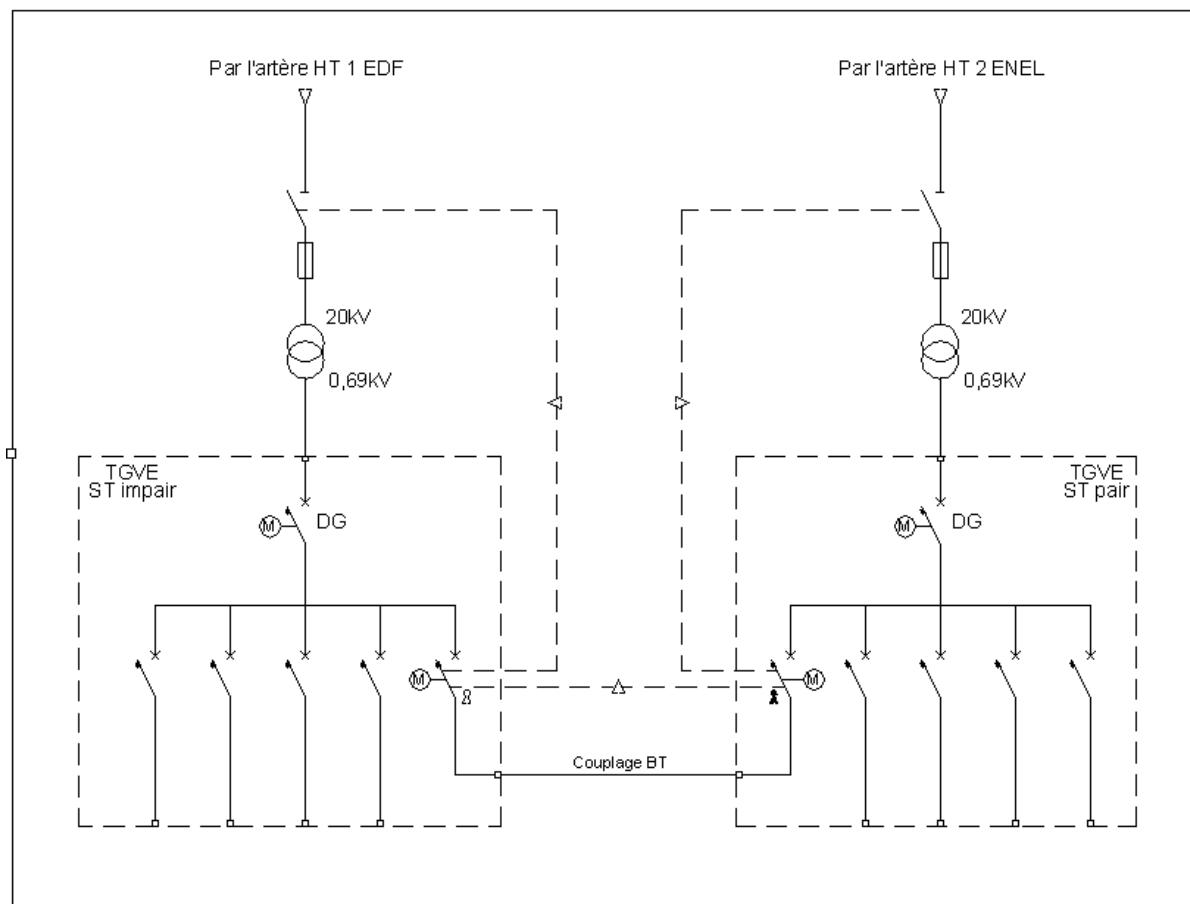 Par l'artère HT 1 EDF
Par l'artère HT 2 ENEL
20kV
0,69kV
20kV
0,69kV
TGVE
ST impair
TGVE
ST pair
M
DG
M
DG
M
M
Couplage BT